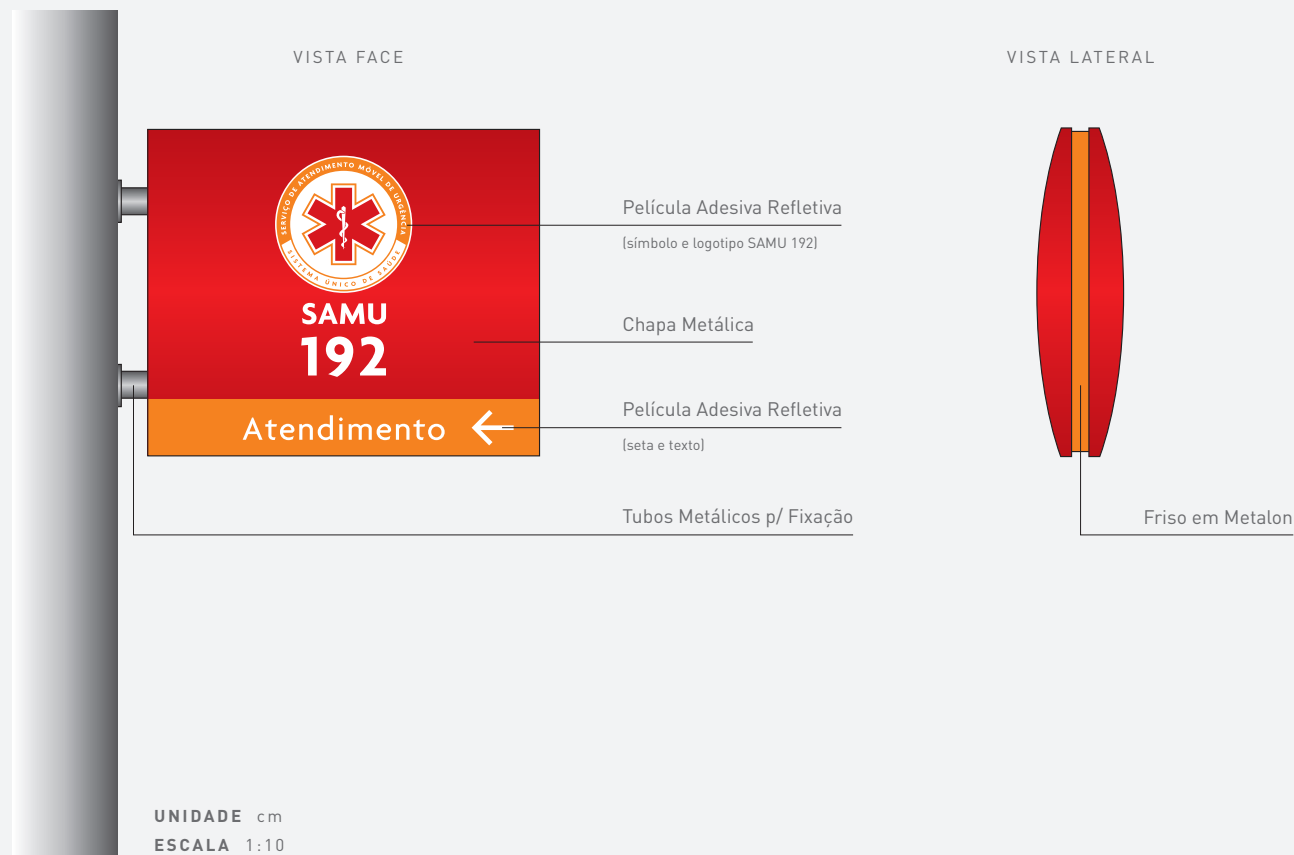 VISTA FACE
VISTA LATERAL
SERVIÇO DE ATENDIMENTO MÓVEL DE URGÊNCIA
SISTEMA ÚNICO DE SAÚDE
SAMU
192
Atendimento
Película Adesiva Refletiva
(símbolo e logotipo SAMU 192)
Chapa Metálica
Película Adesiva Refletiva
(seta e texto)
Tubos Metálicos p/ Fixação
Friso em Metalon
UNIDADE cm
ESCALA 1:10